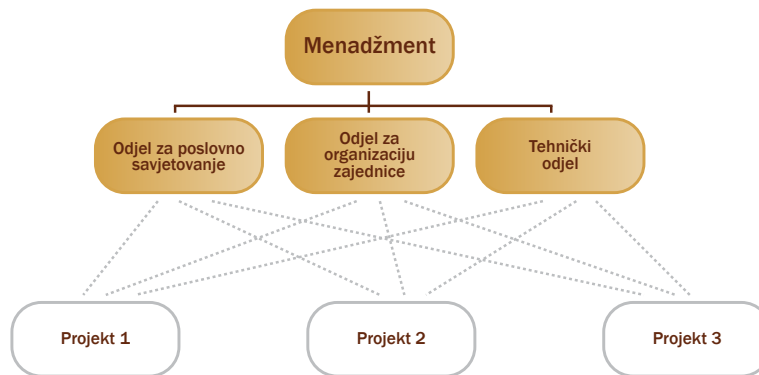 Menadžment
Odjel za poslovno
savjetovanje
Odjel za
organizaciju
zajednice
Tehnički
odjel
Projekt 1
Projekt 2
Projekt 3